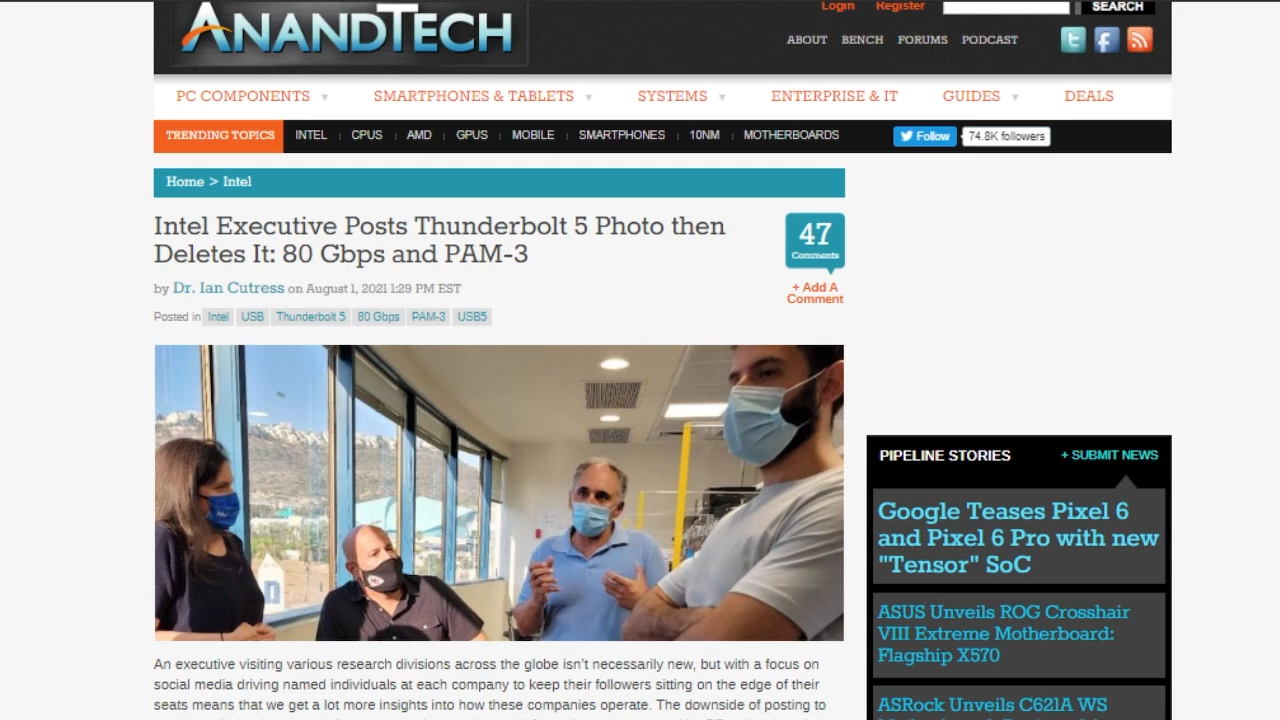 ANANDTECH
Login Register SEARCH
ABOUT BENCH FORUMS PODCAST
PC COMPONENTS SMARTPHONES & TABLETS SYSTEMS ENTERPRISE & IT GUIDES DEALS
TRENDING TOPICS INTEL CPUS AMD GPUS MOBILE SMARTPHONES 10NM MOTHERBOARDS Follow 74.8K followers
Home > Intel
Intel Executive Posts Thunderbolt 5 Photo then
Deletes It: 80 Gbps and PAM-3
47
Comments
+ Add A
Comment
by Dr. Ian Cutress on August 1, 2021 1:29 PM EST
Posted in Intel USB Thunderbolt 5 80 Gbps PAM-3 USB5
An executive visiting various research divisions across the globe isn't necessarily new, but with a focus on
social media driving named individuals at each company to keep their followers sitting on the edge of their
seats means that we get a lot more insights into how these companies operate. The downside of posting to
PIPELINE STORIES + SUBMIT NEWS
Google Teases Pixel 6
and Pixel 6 Pro with new
"Tensor" SoC
ASUS Unveils ROG Crosshair
VIII Extreme Motherboard:
Flagship X570
ASRock Unveils C621A WS